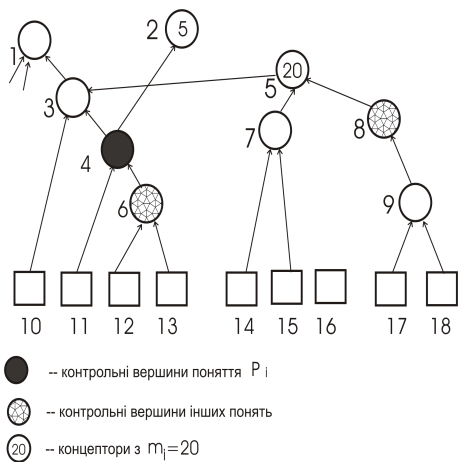 1
2
5
20
3
5
7
8
4
6
9
10 11 12 13 14 15 16 17 18
-- контрольні вершини поняття P i
-- контрольні вершини інших понять
20 -- концептори з mi=20